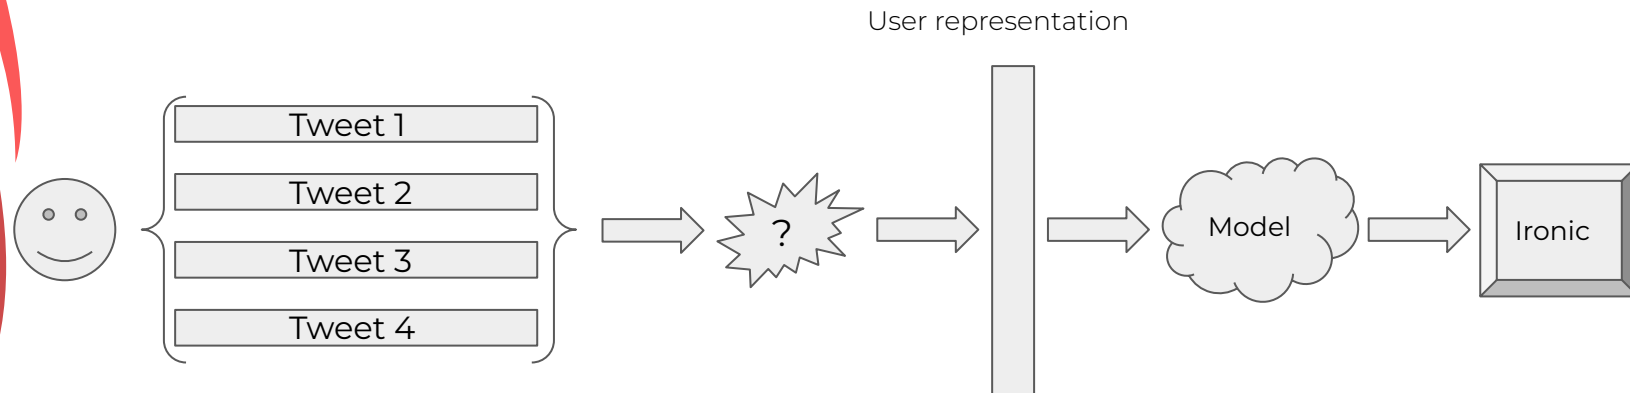 User representation
Tweet 1
Tweet 2
Tweet 3
Tweet 4
?
Model
Ironic